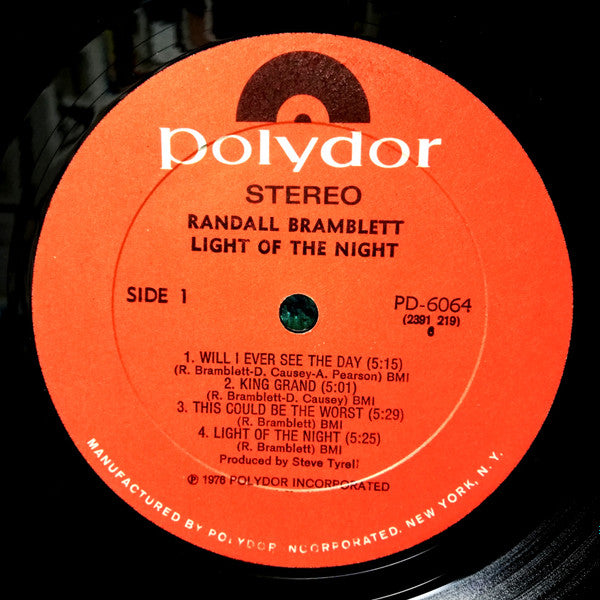 polydor
STEREO
RANDALL BRAMBLETT
LIGHT OF THE NIGHT
SIDE 1
PD-6064
(2391 219)
6
1. WILL I EVER SEE THE DAY (5:15)
(R. Bramblett-D. Causey-A. Pearson) BMI
2. KING GRAND (5:01)
(R. Bramblett-D. Causey) BMI
3. THIS COULD BE THE WORST (5:29)
(R. Bramblett) BMI
4. LIGHT OF THE NIGHT (5:25)
(R. Bramblett) BMI
Produced by Steve Tyrell
℗ 1976 POLYDOR INCORPORATED
MANUFACTURED BY POLYDOR INCORPORATED. NEW YORK, N.Y.